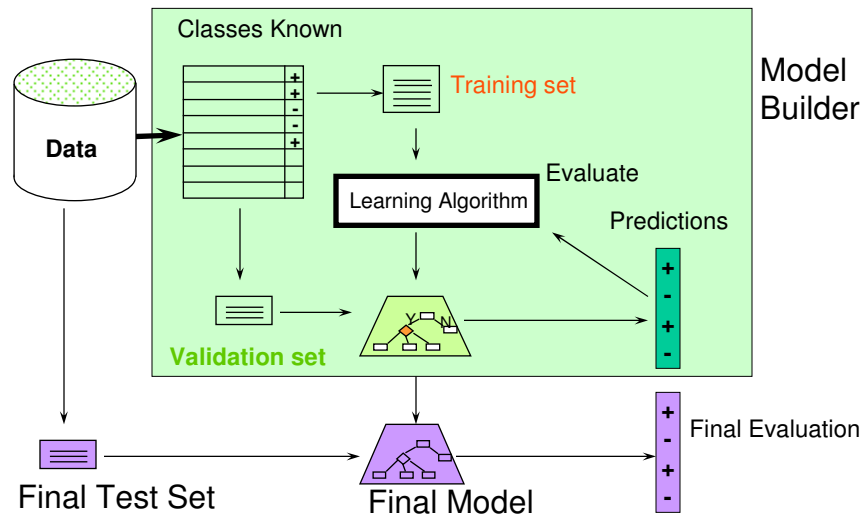 Classes Known
Model
Builder
+
+
-
-
+
Training set
Data
Learning Algorithm
Evaluate
Predictions
+
-
+
-
Y
N
Validation set
+
-
+
-
Final Evaluation
Final Test Set
Final Model